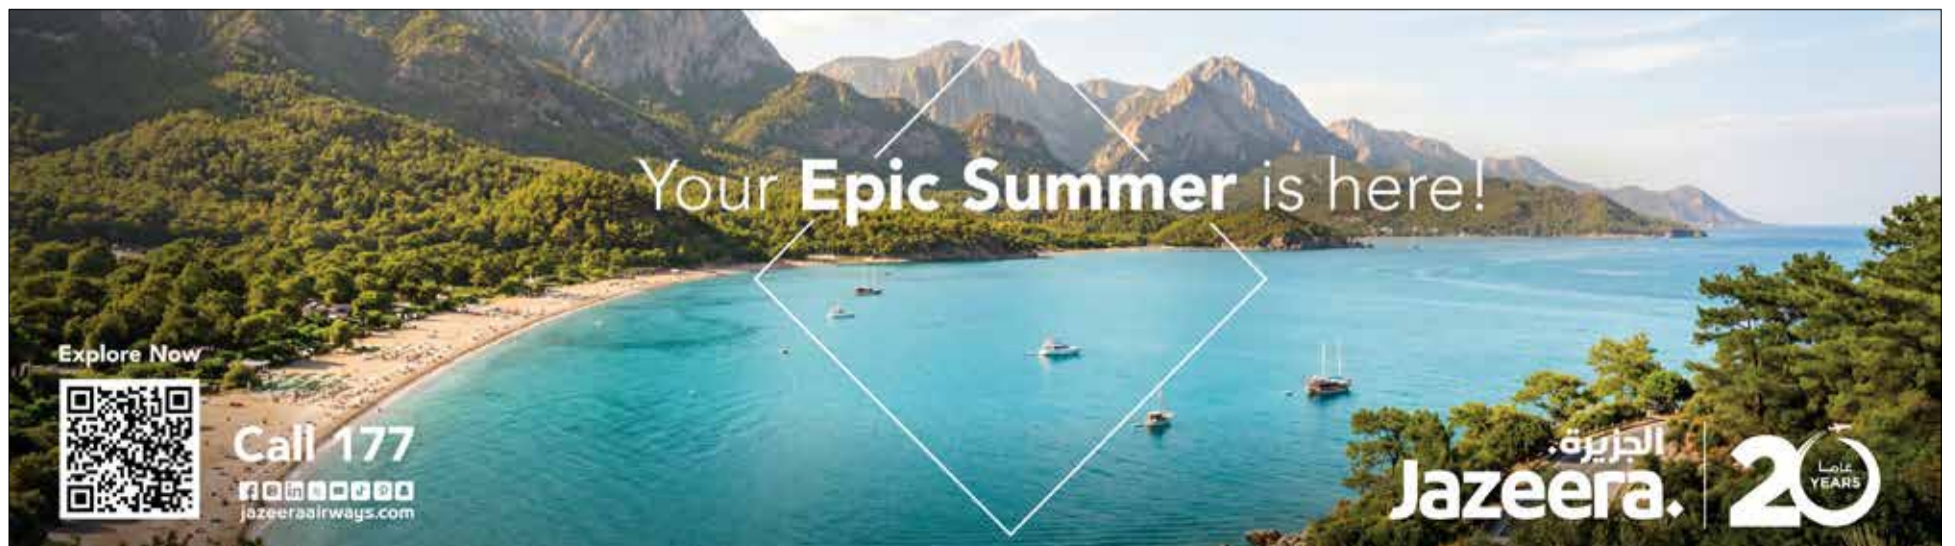 Your Epic Summer is here!
Explore Now
Call 177
jazeeraairways.com
الجزيرة.
Jazeera.
20
عاماً
YEARS